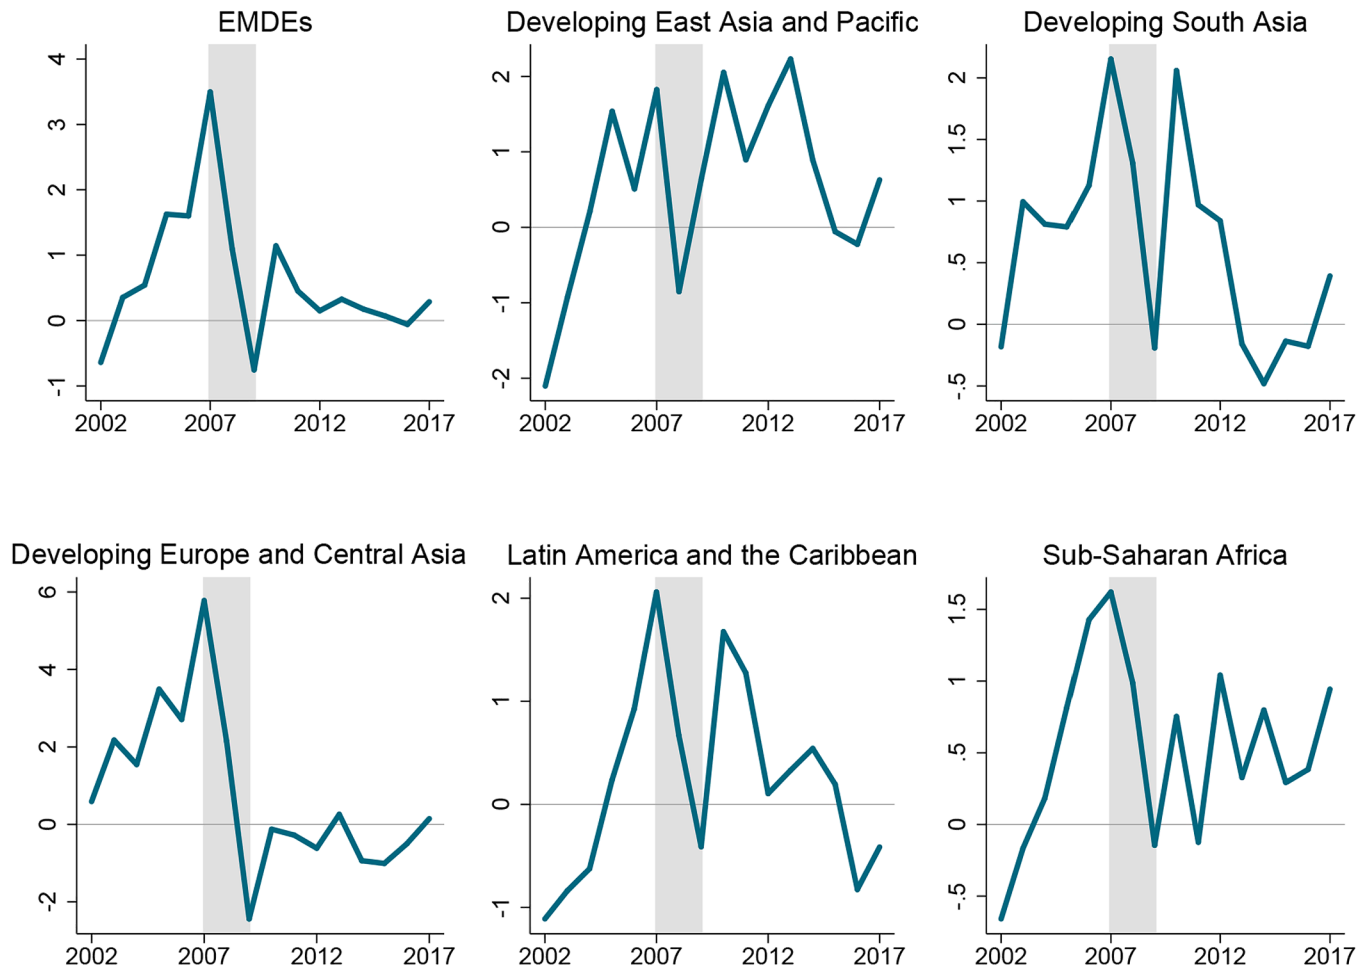 EMDEs
4
3
2
1
0
-1
2002 2007 2012 2017
Developing East Asia and Pacific
2
1
0
-1
-2
2002 2007 2012 2017
Developing South Asia
2
1.5
1
.5
0
-.5
2002 2007 2012 2017
Developing Europe and Central Asia
6
4
2
0
-2
2002 2007 2012 2017
Latin America and the Caribbean
2
1
0
-1
2002 2007 2012 2017
Sub-Saharan Africa
1.5
1
.5
0
-.5
2002 2007 2012 2017